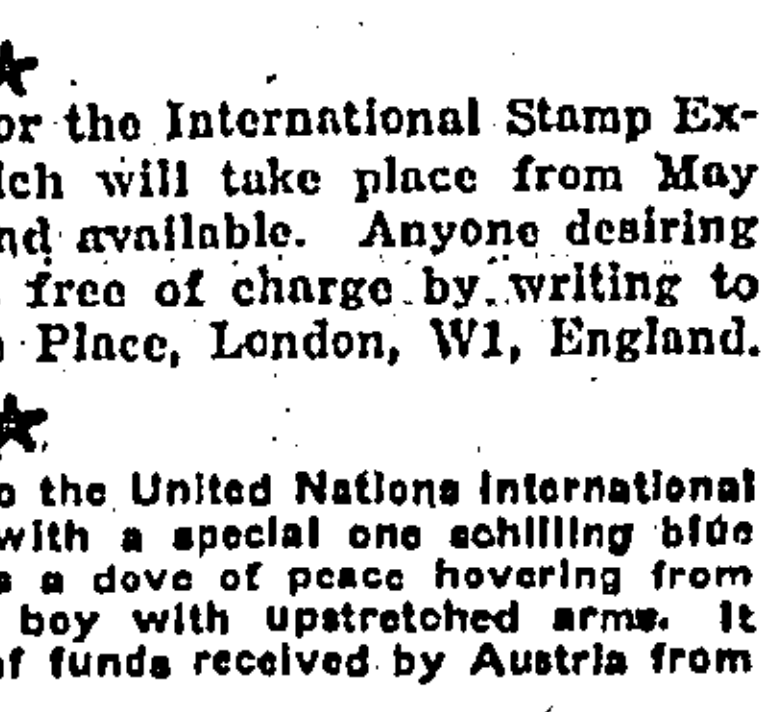 or the International Stamp Ex-
ich will take place from May
nd available. Anyone desiring
free of charge by writing to
Place, London, W1, England.
o the United Nations International
with a special one schilling blue
s a dove of peace hovering from
boy with upstretched arms. It
of funds received by Austria from